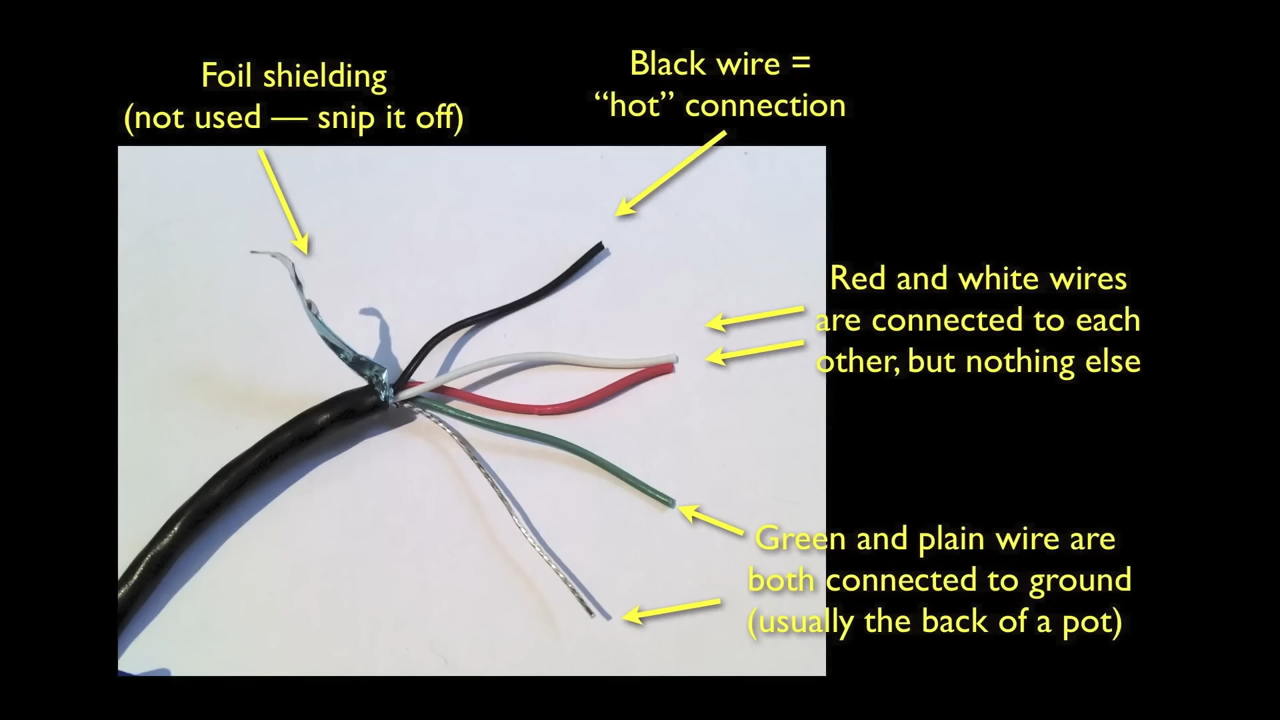 Foil shielding
(not used — snip it off)
Black wire =
“hot” connection
Red and white wires
are connected to each
other, but nothing else
Green and plain wire are
both connected to ground
(usually the back of a pot)